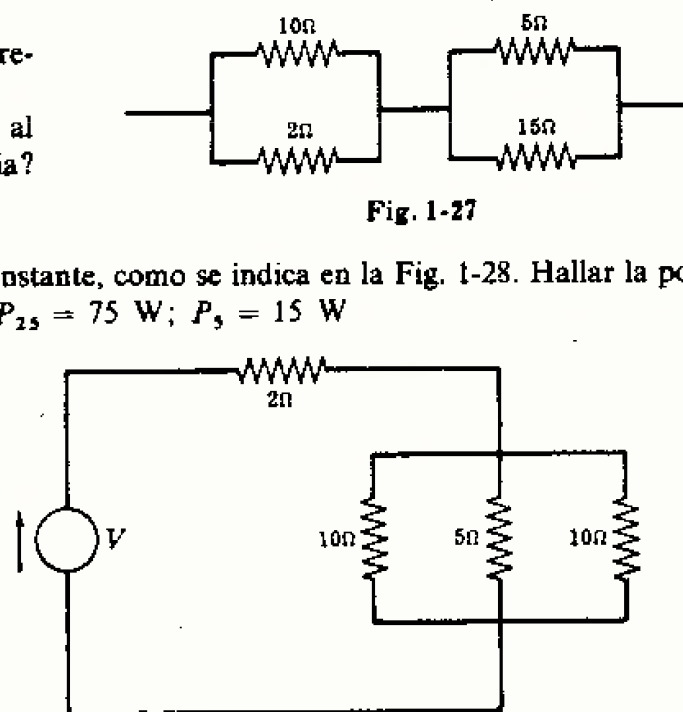 10Ω
5Ω
re-
al
2Ω
15Ω
ia?
Fig. 1-27
nstante, como se indica en la Fig. 1-28. Hallar la po
P₂₅ = 75 W; P₅ = 15 W
2Ω
V
10Ω
5Ω
10Ω